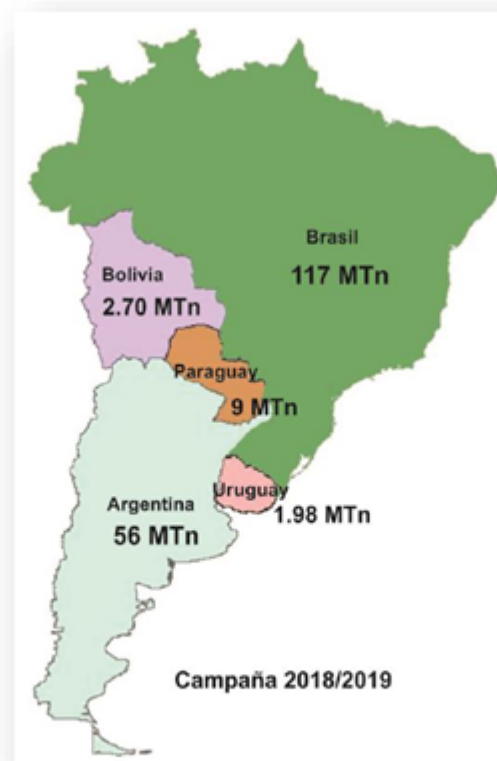 Brasil
117 MTn
Bolivia
2.70 MTn
Paraguay
9 MTn
Uruguay
1.98 MTn
Argentina
56 MTn
Campaña 2018/2019